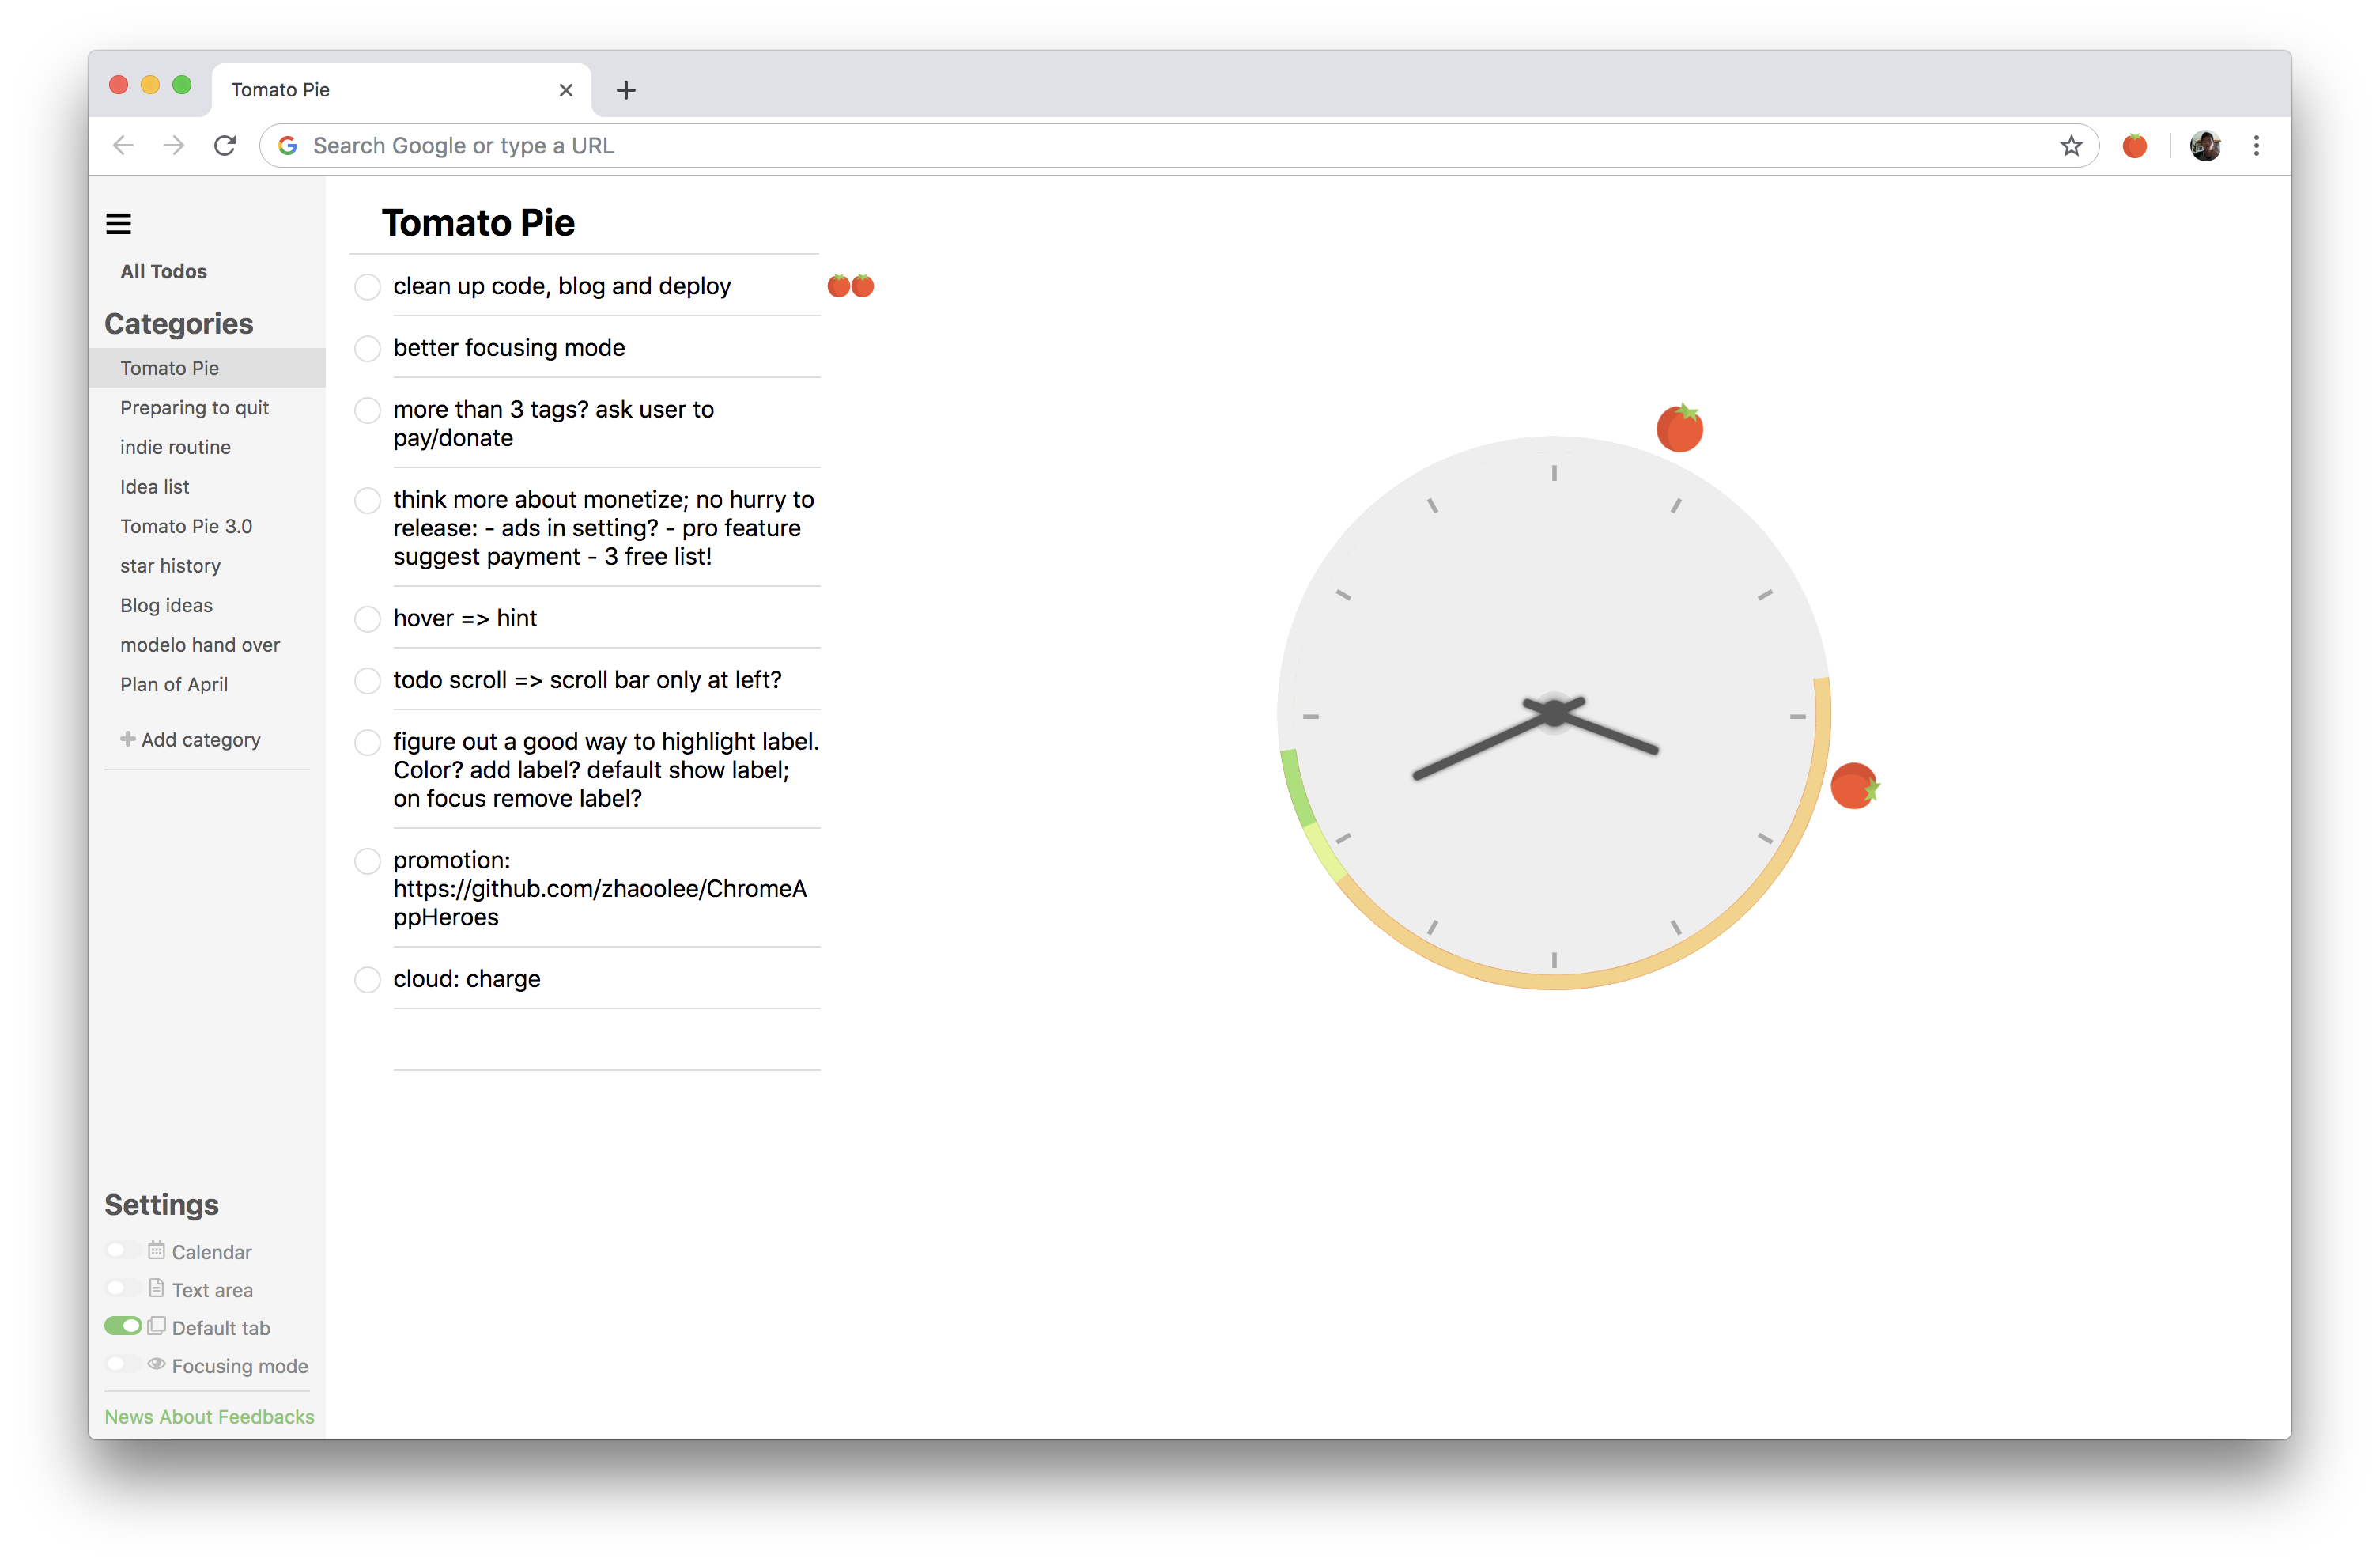 Tomato Pie
Search Google or type a URL
All Todos
Categories
Tomato Pie
Preparing to quit
indie routine
Idea list
Tomato Pie 3.0
star history
Blog ideas
modelo hand over
Plan of April
Add category
Settings
Calendar
Text area
Default tab
Focusing mode
News About Feedbacks
Tomato Pie
clean up code, blog and deploy
better focusing mode
more than 3 tags? ask user to
pay/donate
think more about monetize; no hurry to
release: - ads in setting? - pro feature
suggest payment - 3 free list!
hover => hint
todo scroll => scroll bar only at left?
figure out a good way to highlight label.
Color? add label? default show label;
on focus remove label?
promotion:
https://github.com/zhaoolee/ChromeA
ppHeroes
cloud: charge